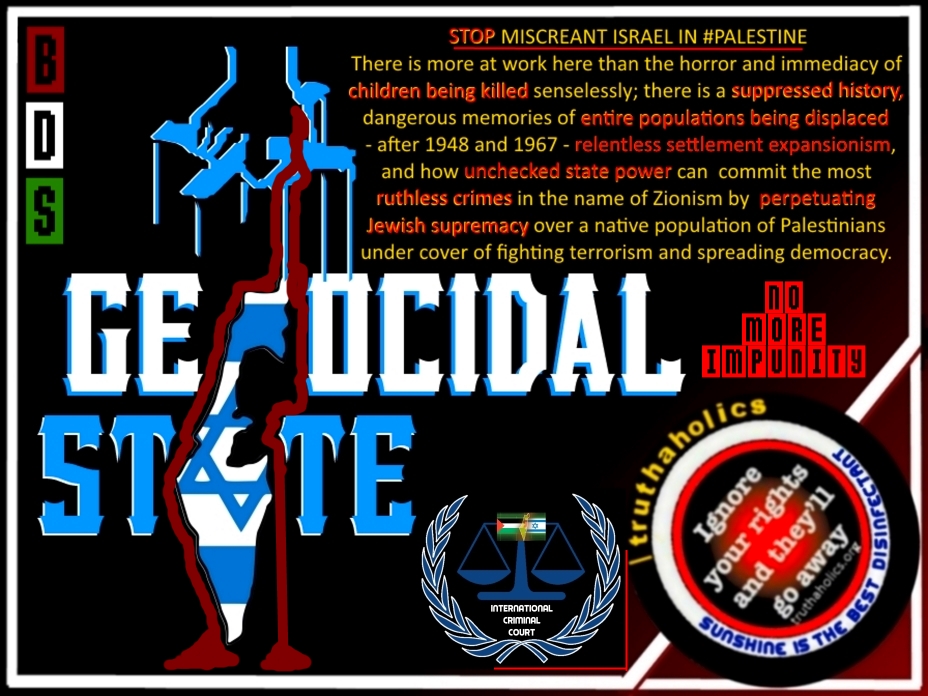 B
D
S
STOP MISCREANT ISRAEL IN #PALESTINE
There is more at work here than the horror and immediacy of
children being killed senselessly; there is a suppressed history,
dangerous memories of entire populations being displaced
- after 1948 and 1967 - relentless settlement expansionism,
and how unchecked state power can commit the most
ruthless crimes in the name of Zionism by perpetuating
Jewish supremacy over a native population of Palestinians
under cover of fighting terrorism and spreading democracy.
GE OCIDAL
ST TE
NO
MORE
IMPUNITY
INTERNATIONAL
CRIMINAL
COURT
truthaholics
Ignore
your rights
and they'll
go away
truthaholics.org
SUNSHINE IS THE BEST DISINFECTANT